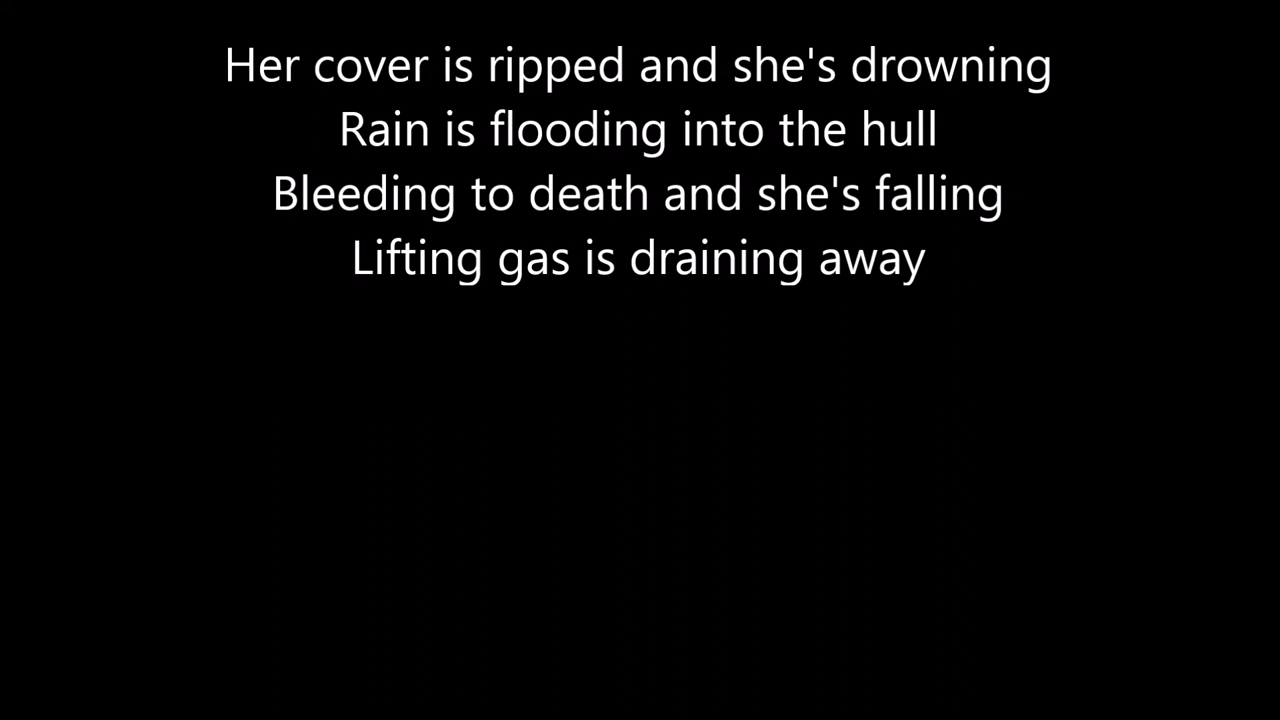 Her cover is ripped and she's drowning
Rain is flooding into the hull
Bleeding to death and she's falling
Lifting gas is draining away